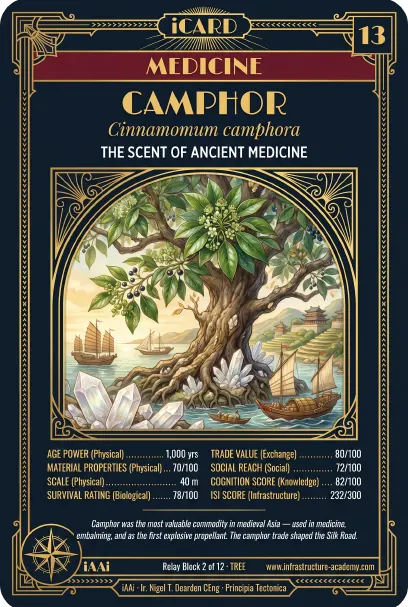 iCARD
13
MEDICINE
CAMPHOR
Cinnamomum camphora
THE SCENT OF ANCIENT MEDICINE
AGE POWER (Physical) .............. 1,000 yrs
MATERIAL PROPERTIES (Physical) ... 70/100
SCALE (Physical) ........................ 40 m
SURVIVAL RATING (Biological) ....... 78/100
TRADE VALUE (Exchange) ............ 80/100
SOCIAL REACH (Social) ............... 72/100
COGNITION SCORE (Knowledge) .... 82/100
ISI SCORE (Infrastructure) ......... 232/300
Camphor was the most valuable commodity in medieval Asia — used in medicine,
embalming, and as the first explosive propellant. The camphor trade shaped the Silk Road.
iAAi
Relay Block 2 of 12 · TREE
www.infrastructure-academy.com
iAAi · Ir. Nigel T. Dearden CEng · Principia Tectonica